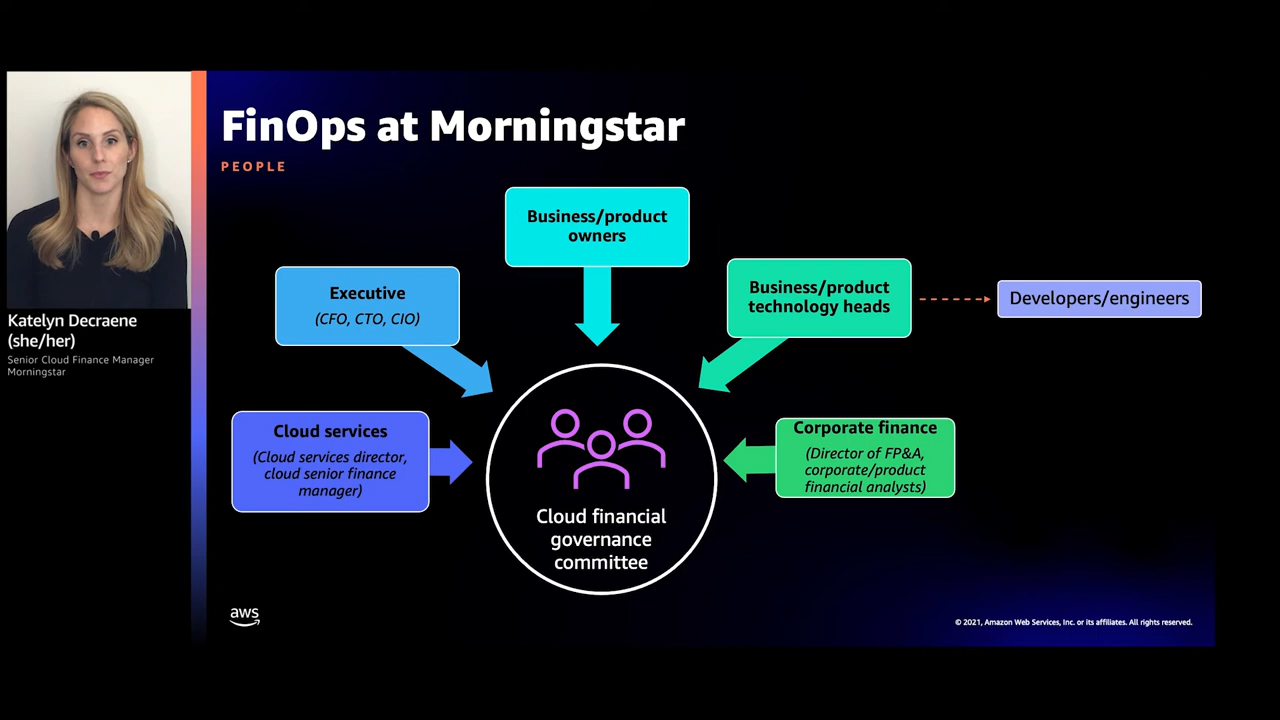 FinOps at Morningstar
PEOPLE
Business/product
owners
Executive
(CFO, CTO, CIO)
Business/product
technology heads
Developers/engineers
Katelyn Decraene
(she/her)
Senior Cloud Finance Manager
Morningstar
Cloud services
(Cloud services director,
cloud senior finance
manager)
Corporate finance
(Director of FP&A,
corporate/product
financial analysts)
Cloud financial
governance
committee
aws
© 2021, Amazon Web Services, Inc. or its affiliates. All rights reserved.